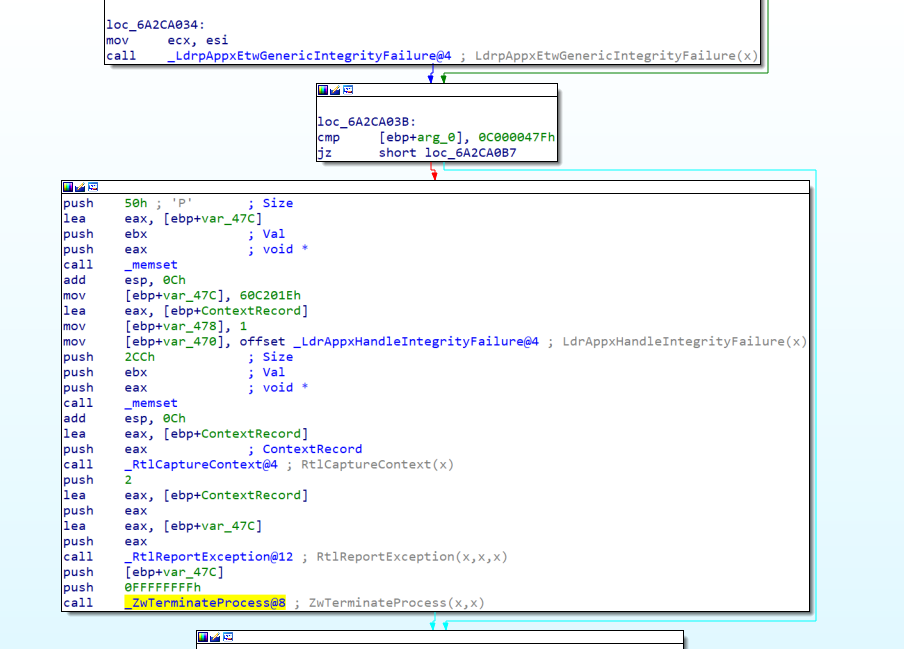 loc_6A2CA034:
mov ecx, esi
call _LdrpAppxEtwGenericIntegrityFailure@4 ; LdrpAppxEtwGenericIntegrityFailure(x)
loc_6A2CA03B:
cmp [ebp+arg_0], 0C000047Fh
jz short loc_6A2CA0B7
push 50h ; 'P' ; Size
lea eax, [ebp+var_47C]
push ebx ; Val
push eax ; void *
call _memset
add esp, 0Ch
mov [ebp+var_47C], 60C201Eh
lea eax, [ebp+ContextRecord]
mov [ebp+var_478], 1
mov [ebp+var_470], offset _LdrAppxHandleIntegrityFailure@4 ; LdrAppxHandleIntegrityFailure(x)
push 2CCh ; Size
push ebx ; Val
push eax ; void *
call _memset
add esp, 0Ch
lea eax, [ebp+ContextRecord]
push eax ; ContextRecord
call _RtlCaptureContext@4 ; RtlCaptureContext(x)
push 2
lea eax, [ebp+ContextRecord]
push eax
lea eax, [ebp+var_47C]
push eax
call _RtlReportException@12 ; RtlReportException(x,x,x)
push [ebp+var_47C]
push 0FFFFFFFFh
call _ZwTerminateProcess@8 ; ZwTerminateProcess(x,x)